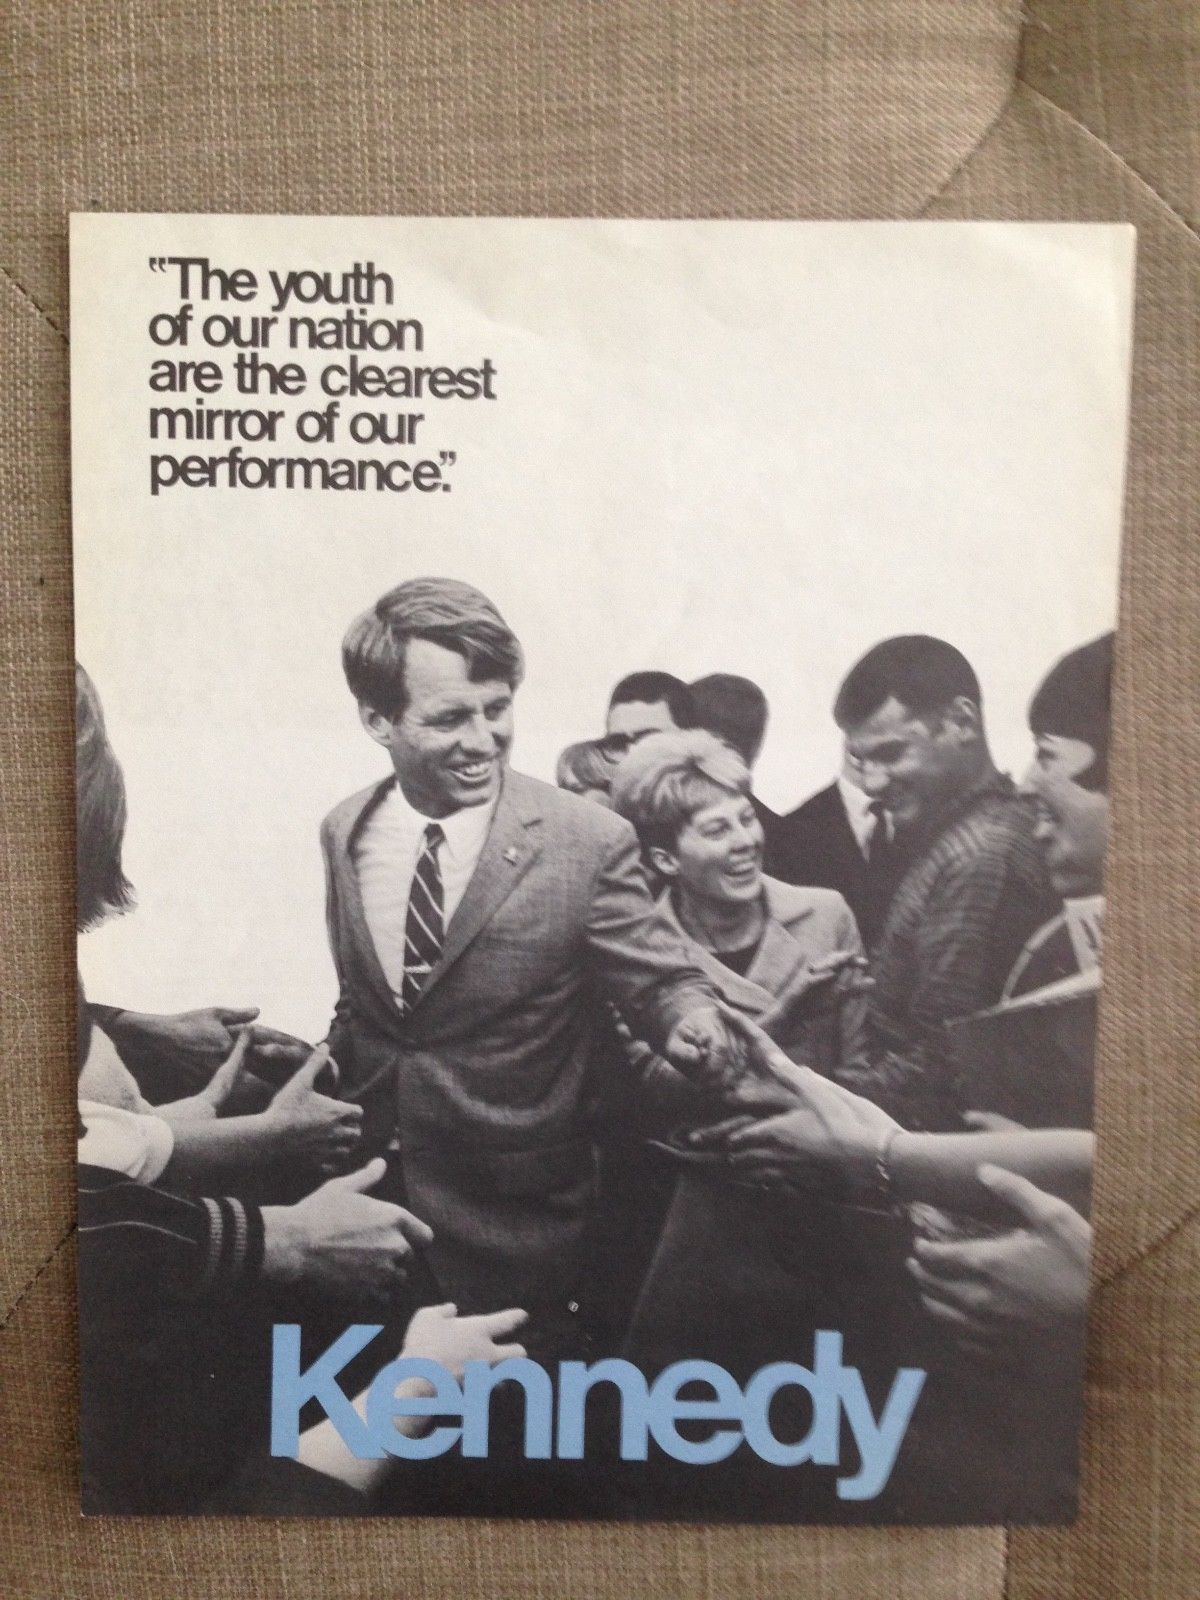 "The youth
of our nation
are the clearest
mirror of our
performance."
Kennedy